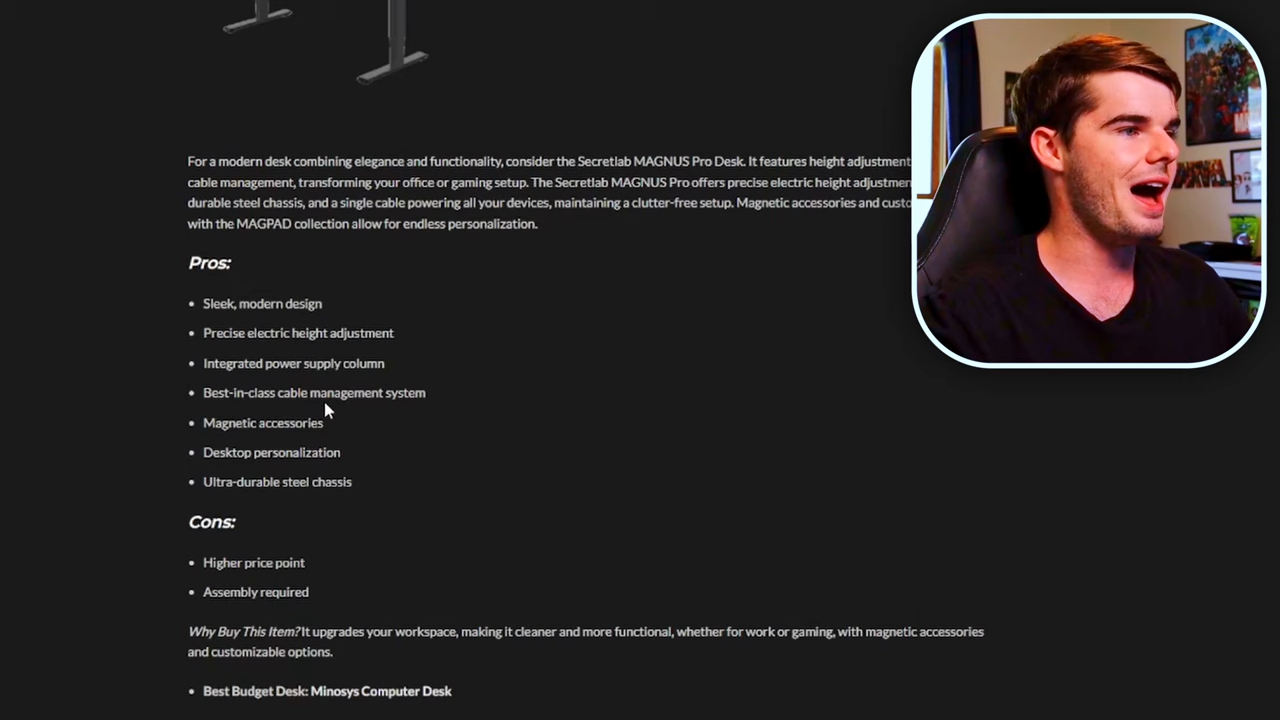 For a modern desk combining elegance and functionality, consider the Secretlab MAGNUS Pro Desk. It features height adjustment
cable management, transforming your office or gaming setup. The Secretlab MAGNUS Pro offers precise electric height
durable steel chassis, and a single cable powering all your devices, maintaining a clutter-free setup. Magnetic accessories and
with the MAGPAD collection allow for endless personalization.
Pros:
• Sleek, modern design
• Precise electric height adjustment
• Integrated power supply column
• Best-in-class cable management system
• Magnetic accessories
• Desktop personalization
• Ultra-durable steel chassis
Cons:
• Higher price point
• Assembly required
Why Buy This Item? It upgrades your workspace, making it cleaner and more functional, whether for work or gaming, with magnetic accessories
and customizable options.
• Best Budget Desk: Minosys Computer Desk